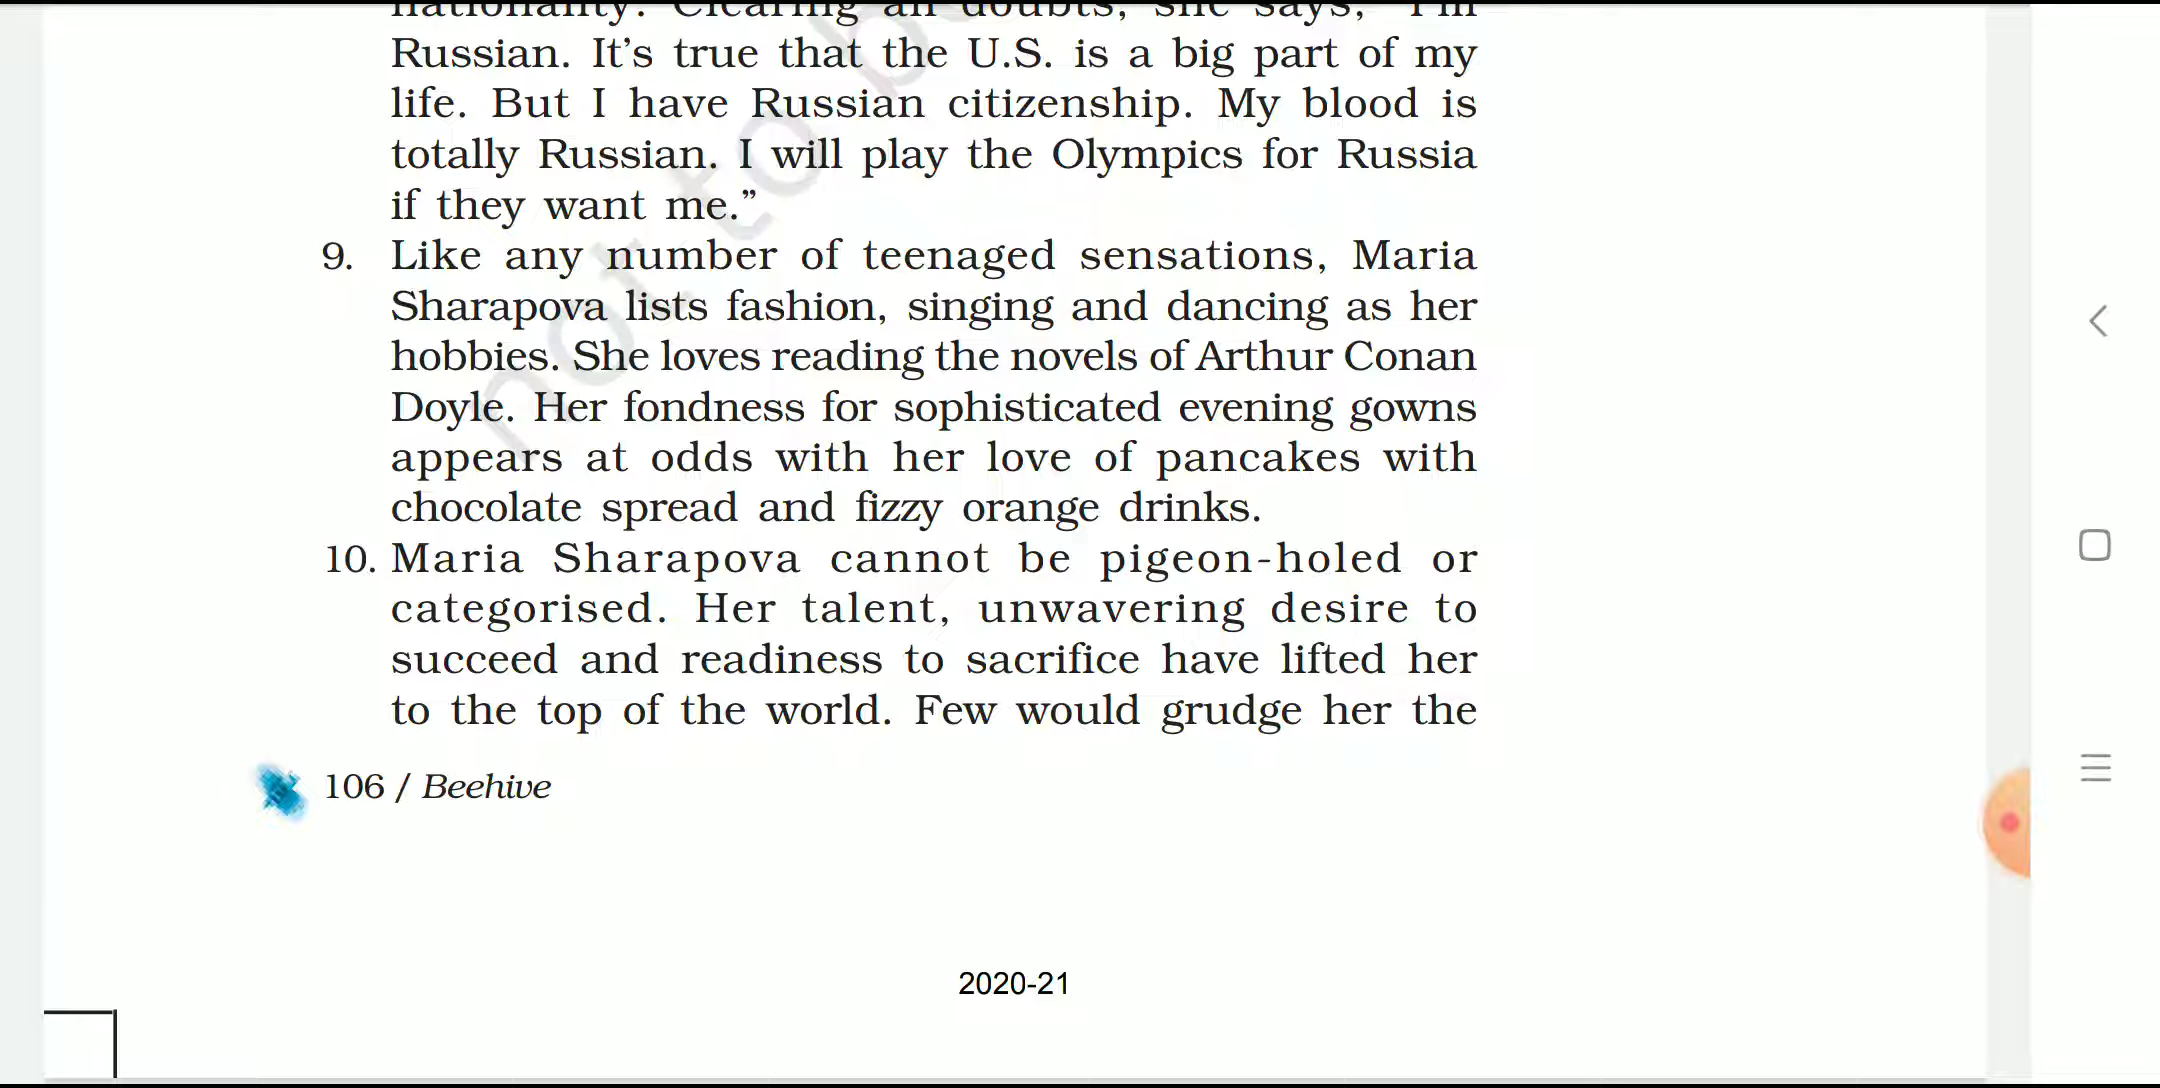 nationality. Clearing all doubts, she says, “I’m
Russian. It’s true that the U.S. is a big part of my
life. But I have Russian citizenship. My blood is
totally Russian. I will play the Olympics for Russia
if they want me.”
9. Like any number of teenaged sensations, Maria
Sharapova lists fashion, singing and dancing as her
hobbies. She loves reading the novels of Arthur Conan
Doyle. Her fondness for sophisticated evening gowns
appears at odds with her love of pancakes with
chocolate spread and fizzy orange drinks.
10. Maria Sharapova cannot be pigeon-holed or
categorised. Her talent, unwavering desire to
succeed and readiness to sacrifice have lifted her
to the top of the world. Few would grudge her the
106 / Beehive
2020-21
not to b